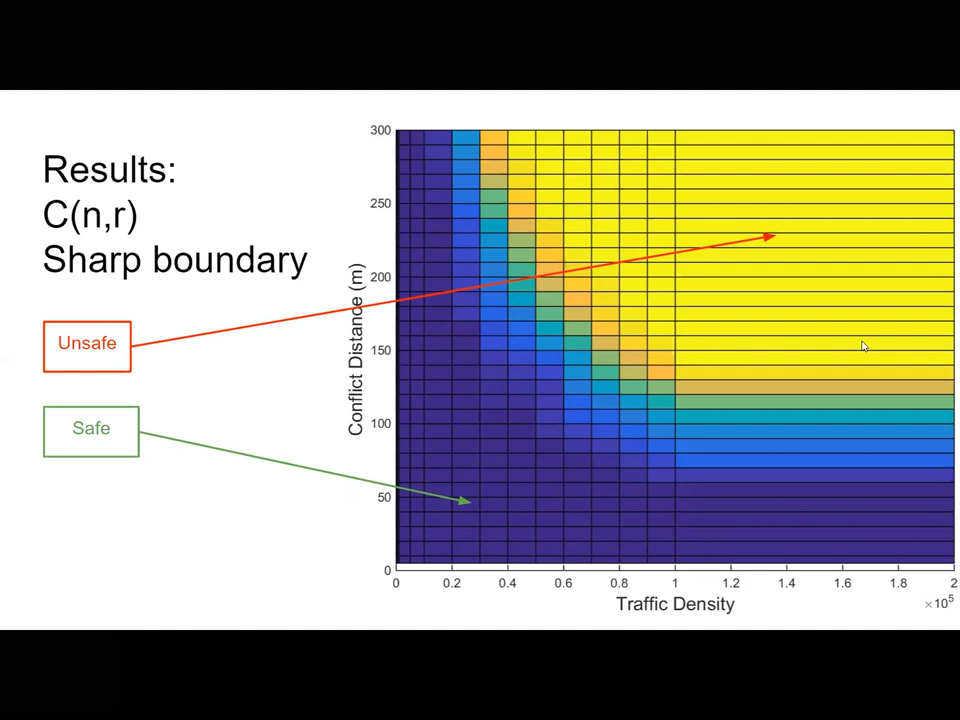 Results:
C(n,r)
Sharp boundary
Unsafe
Safe
Conflict Distance (m)
300
250
200
150
100
50
0
0 0.2 0.4 0.6 0.8 1 1.2 1.4 1.6 1.8 2
Traffic Density
×10^5